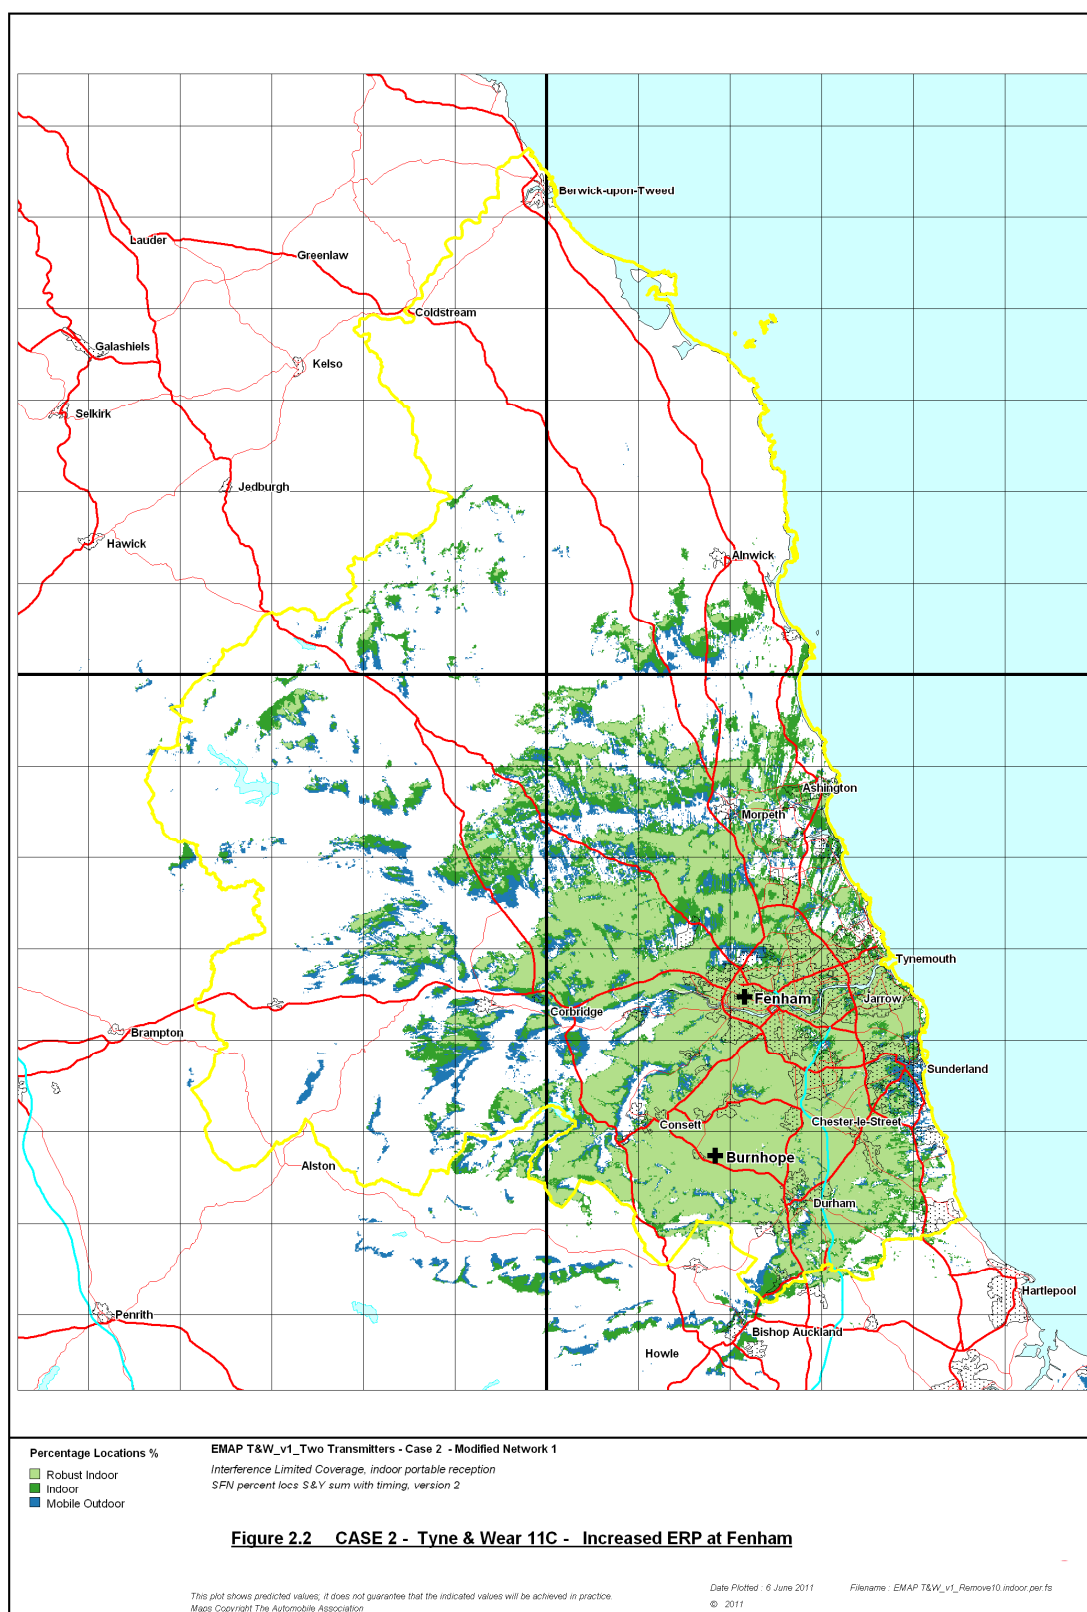 Berwick-upon-Tweed
Lauder
Greenlaw
Coldstream
Galashiels
Kelso
Selkirk
Jedburgh
Hawick
Alnwick
Ashington
Morpeth
Tynemouth
Fenham
Jarrow
Corbridge
Brampton
Sunderland
Consett
Chester-le-Street
Burnhope
Alston
Durham
Hartlepool
Penrith
Bishop Auckland
Howle
Percentage Locations %
Robust Indoor
Indoor
Mobile Outdoor
EMAP T&W_v1_Two Transmitters - Case 2 - Modified Network 1
Interference Limited Coverage, indoor portable reception
SFN percent locs S&Y sum with timing, version 2
Figure 2.2 CASE 2 - Tyne & Wear 11C - Increased ERP at Fenham
This plot shows predicted values; it does not guarantee that the indicated values will be achieved in practice.
Maps Copyright The Automobile Association
Date Plotted : 6 June 2011
Filename : EMAP T&W_v1_Remove10.indoor.per.fs
© 2011